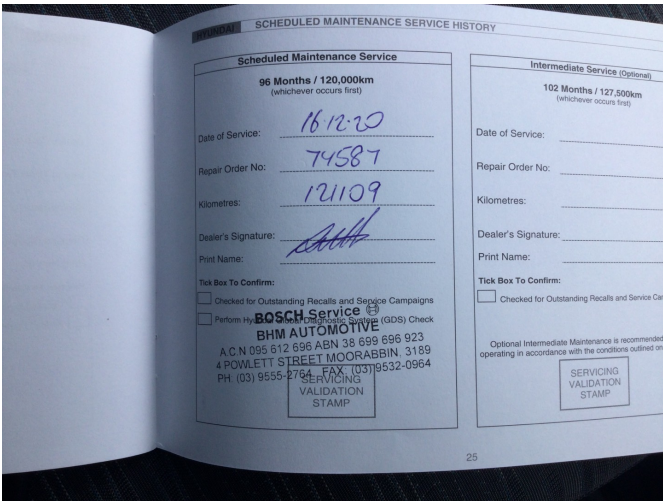 HYUNDAI SCHEDULED MAINTENANCE SERVICE HISTORY
Scheduled Maintenance Service
96 Months / 120,000km
(whichever occurs first)
Date of Service: 16.12.20
Repair Order No: 74587
Kilometres: 121109
Dealer's Signature:
Print Name:
Tick Box To Confirm:
Checked for Outstanding Recalls and Service Campaigns
Perform Hyundai Global Diagnostic System (GDS) Check
BOSCH Service
BHM AUTOMOTIVE
A.C.N 095 612 696 ABN 38 699 696 923
4 POWLETT STREET MOORABBIN. 3189
PH: (03) 9555-2764 FAX: (03) 9532-0964
SERVICING
VALIDATION
STAMP
Intermediate Service (Optional)
102 Months / 127,500km
(whichever occurs first)
Date of Service:
Repair Order No:
Kilometres:
Dealer's Signature:
Print Name:
Tick Box To Confirm:
Checked for Outstanding Recalls and Service
Optional Intermediate Maintenance is recommended
operating in accordance with the conditions outlined on
SERVICING
VALIDATION
STAMP
25